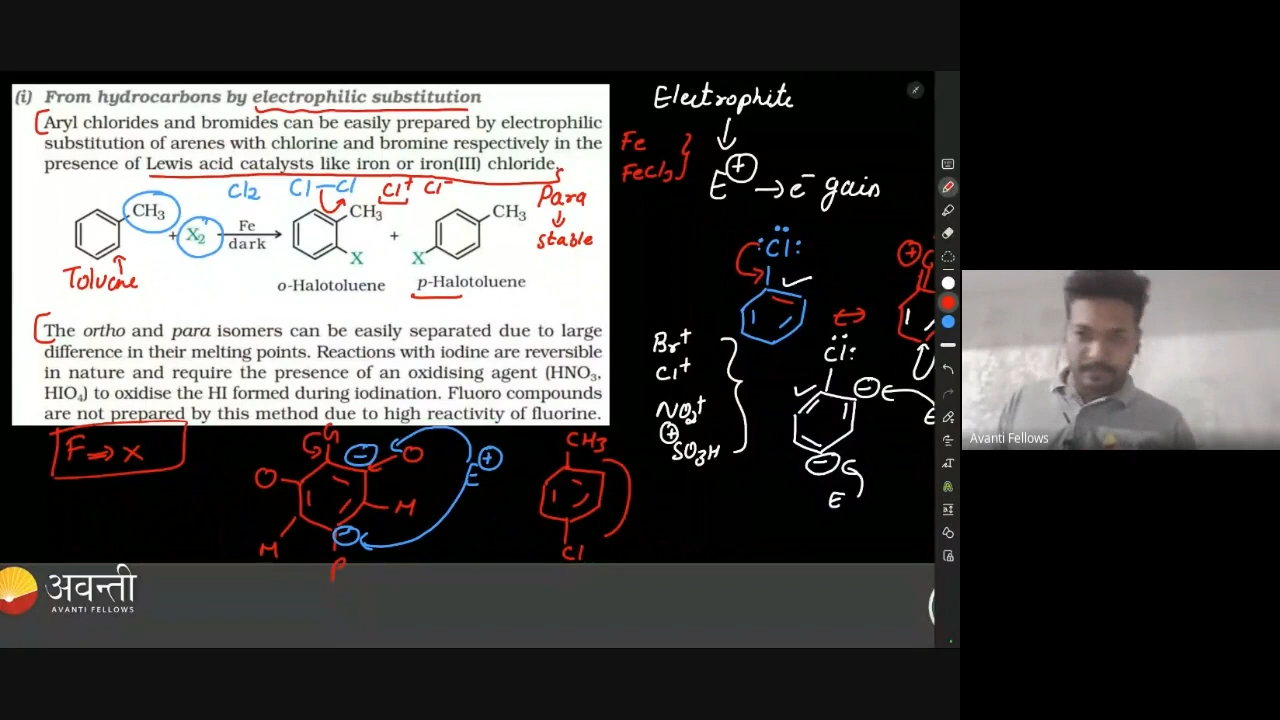 (i) From hydrocarbons by electrophilic substitution
Aryl chlorides and bromides can be easily prepared by electrophilic
substitution of arenes with chlorine and bromine respectively in the
presence of Lewis acid catalysts like iron or iron(III) chloride.
Cl2 Cl—Cl Cl+ Cl-
Para
stable
CH3 + X2 Fe dark CH3 X + CH3 X
Toluene
o-Halotoluene p-Halotoluene
The ortho and para isomers can be easily separated due to large
difference in their melting points. Reactions with iodine are reversible
in nature and require the presence of an oxidising agent (HNO3,
HIO4) to oxidise the HI formed during iodination. Fluoro compounds
are not prepared by this method due to high reactivity of fluorine.
F ⇒ x
O O
M M
P
E+
CH3
Cl
Electrophite
Fe
FeCl3
E+ → e- gain
Cl
Cl
Br+
Cl+
NO2+
+SO3H
E
अवन्ती
AVANTI FELLOWS
Avanti Fellows